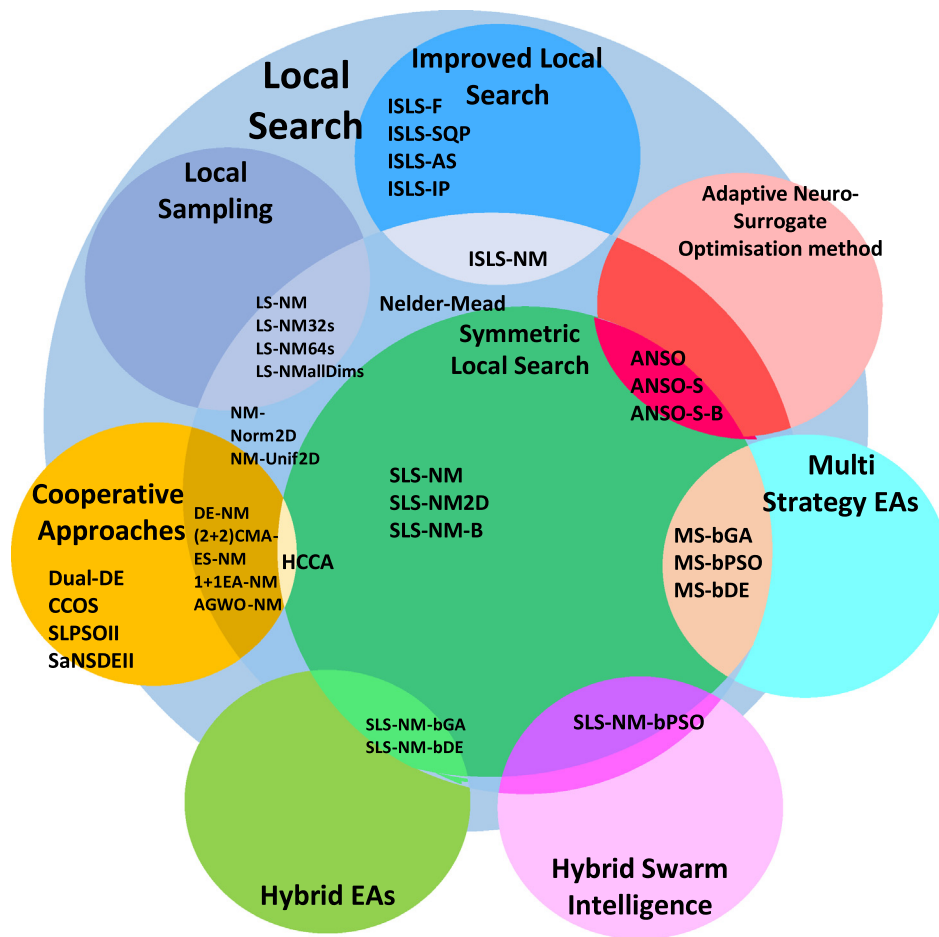 Local
Search
Improved Local
Search
ISLS-F
ISLS-SQP
ISLS-AS
ISLS-IP
Local
Sampling
Adaptive Neuro-
Surrogate
Optimisation method
ISLS-NM
LS-NM
LS-NM32s
LS-NM64s
LS-NMallDims
Nelder-Mead
Symmetric
Local Search
ANSO
ANSO-S
ANSO-S-B
NM-
Norm2D
NM-Unif2D
SLS-NM
SLS-NM2D
SLS-NM-B
Multi
Strategy EAs
Cooperative
Approaches
Dual-DE
CCOS
SLPSOII
SaNSDEII
DE-NM
(2+2)CMA-
ES-NM
1+1EA-NM
AGWO-NM
HCCA
MS-bGA
MS-bPSO
MS-bDE
SLS-NM-bGA
SLS-NM-bDE
SLS-NM-bPSO
Hybrid EAs
Hybrid Swarm
Intelligence